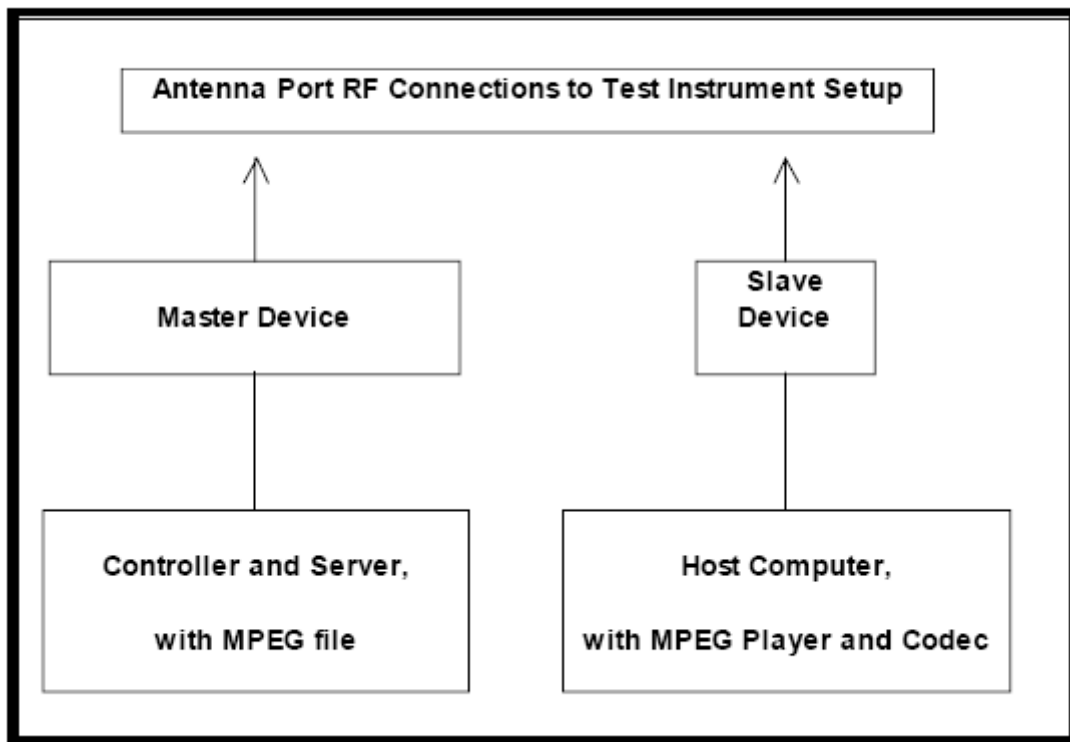 Antenna Port RF Connections to Test Instrument Setup
Master Device
Slave
Device
Controller and Server,
with MPEG file
Host Computer,
with MPEG Player and Codec